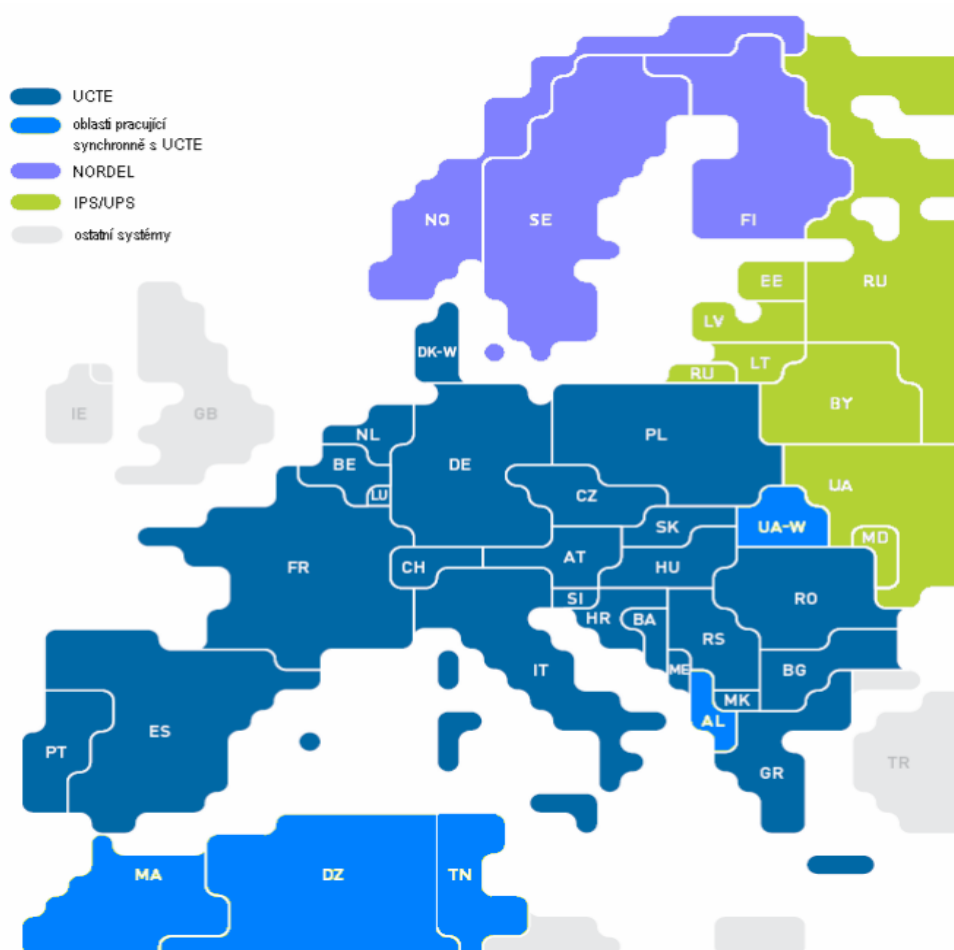 UCTE
oblasti pracující
synchronně s UCTE
NORDEL
IPS/UPS
ostatní systémy
NO
SE
FI
EE
RU
LV
DK-W
LT
RU
IE
GB
BY
NL
PL
BE
DE
UA
LU
CZ
SK
UA-W
MD
FR
CH
AT
HU
SI
RO
HR
BA
RS
IT
ME
BG
MK
AL
ES
PT
TR
GR
MA
DZ
TN